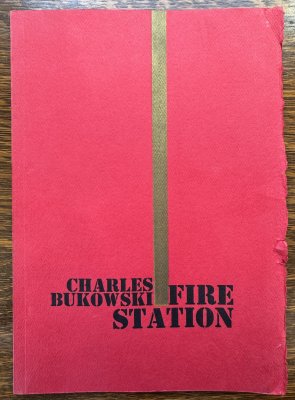 CHARLES
BUKOWSKI FIRE
STATION